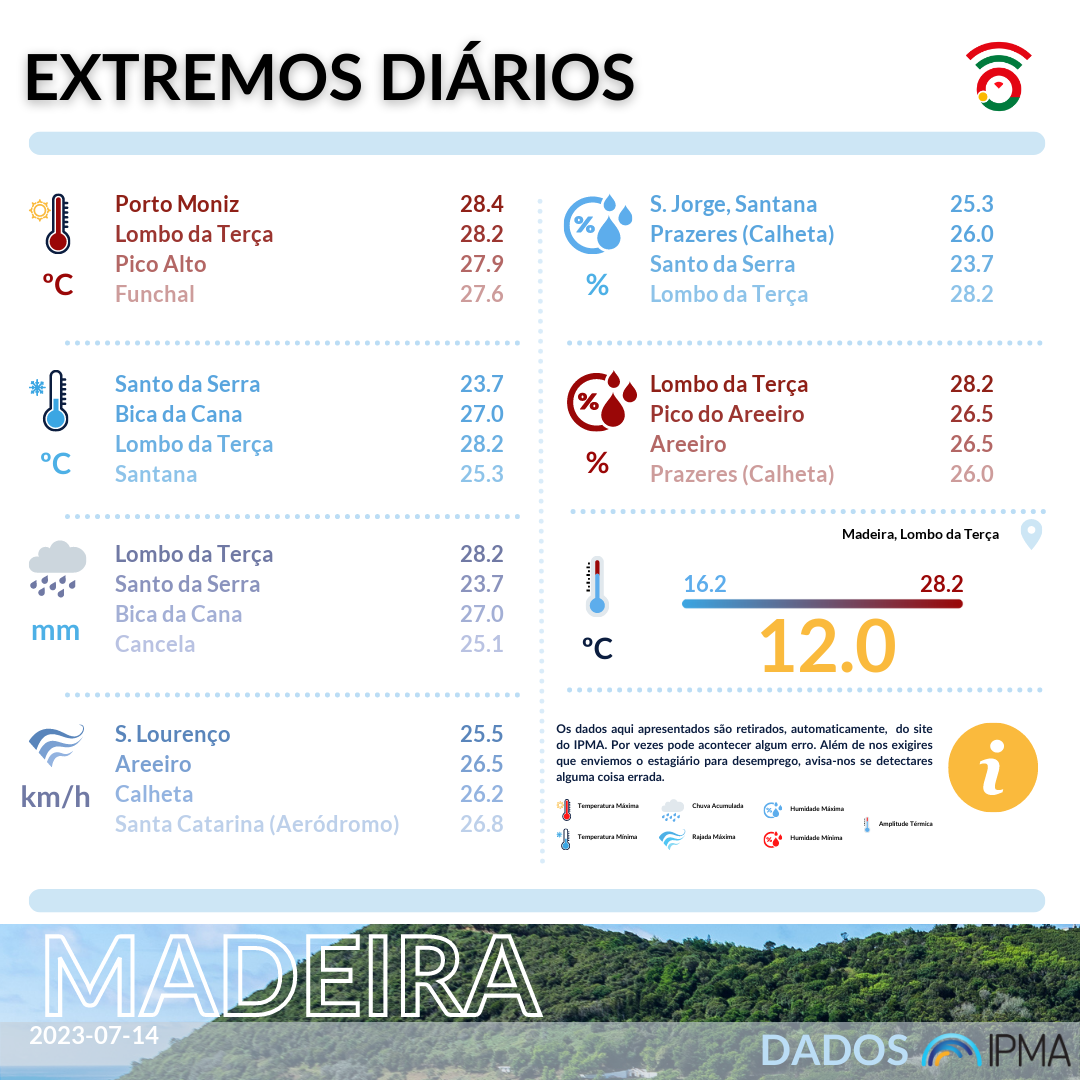 EXTREMOS DIÁRIOS
Porto Moniz 28.4
Lombo da Terça 28.2
Pico Alto 27.9
Funchal 27.6
ºC
Santo da Serra 23.7
Bica da Cana 27.0
Lombo da Terça 28.2
Santana 25.3
ºC
Lombo da Terça 28.2
Santo da Serra 23.7
Bica da Cana 27.0
Cancela 25.1
mm
S. Lourenço 25.5
Areeiro 26.5
Calheta 26.2
Santa Catarina (Aeródromo) 26.8
km/h
%
S. Jorge, Santana 25.3
Prazeres (Calheta) 26.0
Santo da Serra 23.7
Lombo da Terça 28.2
%
%
Lombo da Terça 28.2
Pico do Areeiro 26.5
Areeiro 26.5
Prazeres (Calheta) 26.0
%
Madeira, Lombo da Terça
16.2 28.2
12.0
ºC
Os dados aqui apresentados são retirados, automaticamente, do site
do IPMA. Por vezes pode acontecer algum erro. Além de nos exigires
que enviemos o estagiário para desemprego, avisa-nos se detectares
alguma coisa errada.
i
Temperatura Máxima Chuva Acumulada Humidade Máxima
Amplitude Térmica
Temperatura Mínima Rajada Máxima Humidade Mínima
MADEIRA
2023-07-14
DADOS IPMA